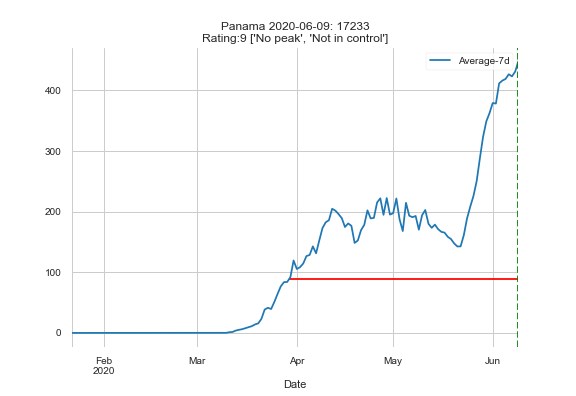 Panama 2020-06-09: 17233
Rating:9 ['No peak', 'Not in control']
Average-7d
400
300
200
100
0
Feb
2020
Mar
Apr
May
Jun
Date